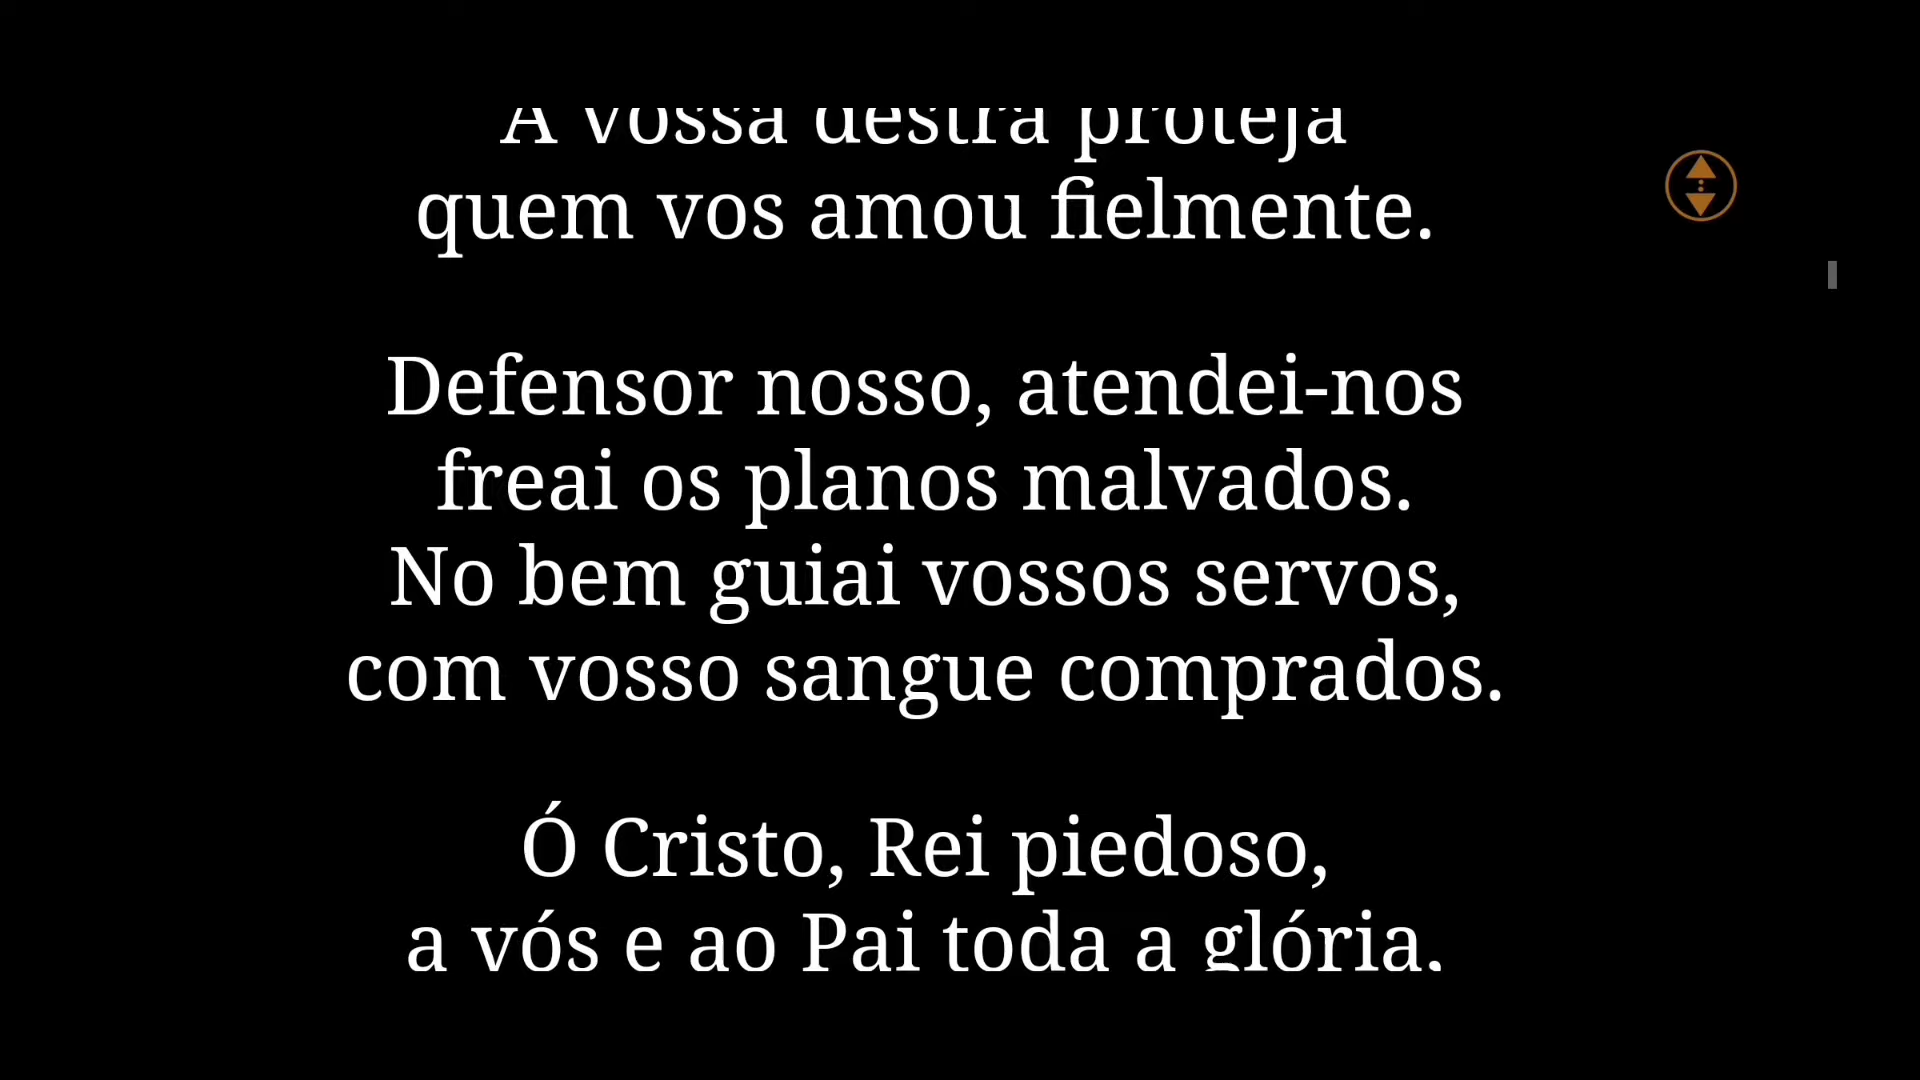 A vossa destra proteja
quem vos amou fielmente.
Defensor nosso, atendei-nos
freai os planos malvados.
No bem guiai vossos servos,
com vosso sangue comprados.
Ó Cristo, Rei piedoso,
a vós e ao Pai toda a glória,